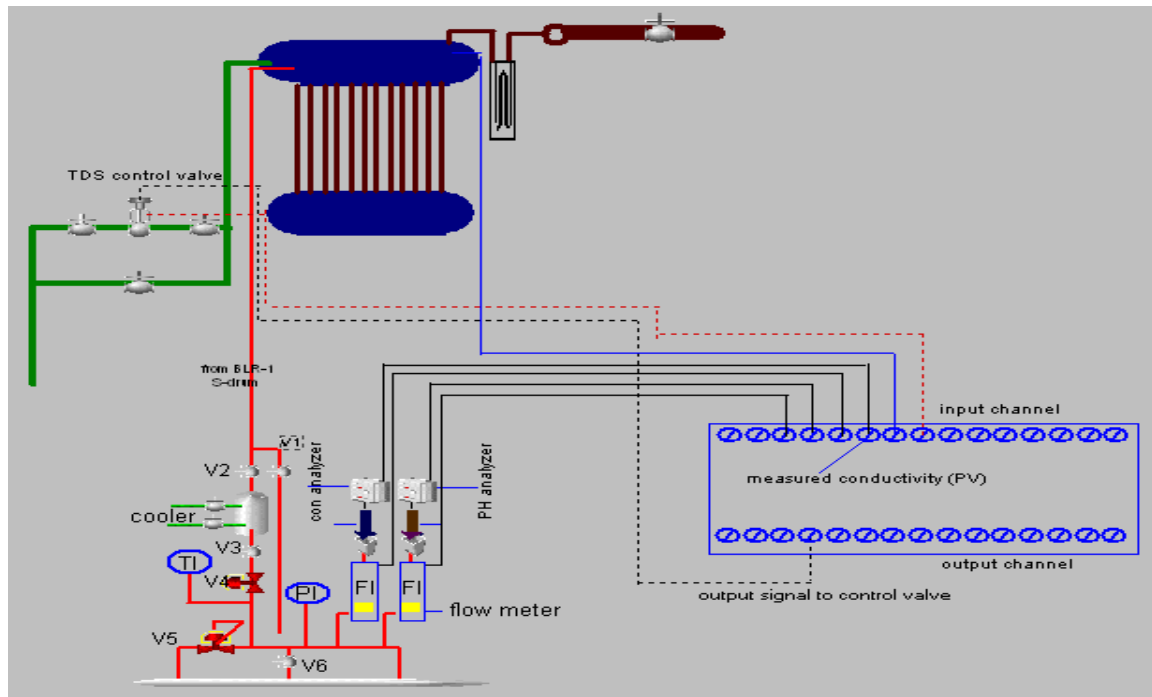 TDS control valve
from BLR-1
S-drum
input channel
V1
V2
con analyzer
PH analyzer
measured conductivity (PV)
cooler
V3
output channel
TI
V4
FI
FI
PI
output signal to control valve
flow meter
V5
V6